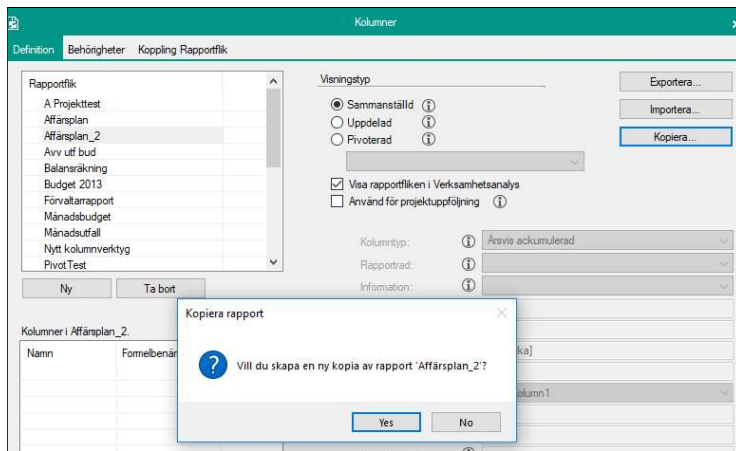 Kolumner
Definition Behörigheter Koppling Rapportflik
Rapportflik
A Projekttest
Affärsplan
Affärsplan_2
Avv utf bud
Balansräkning
Budget 2013
Förvaltarrapport
Månadsbudget
Månadsutfall
Nytt kolumnverktyg
PivotTest
Ny Ta bort
Kolumner i Affärsplan_2.
Namn Formelbenär
Visningstyp
Sammanställd
Uppdelad
Pivoterad
Visa rapportfliken i Verksamhetsanalys
Använd för projektuppföljning
Kolumntyp: Årsvis ackumulerad
Rapportrad:
Information:
ka]
olumn1
Exportera...
Importera...
Kopiera...
Kopiera rapport
Vill du skapa en ny kopia av rapport 'Affärsplan_2'?
Yes No